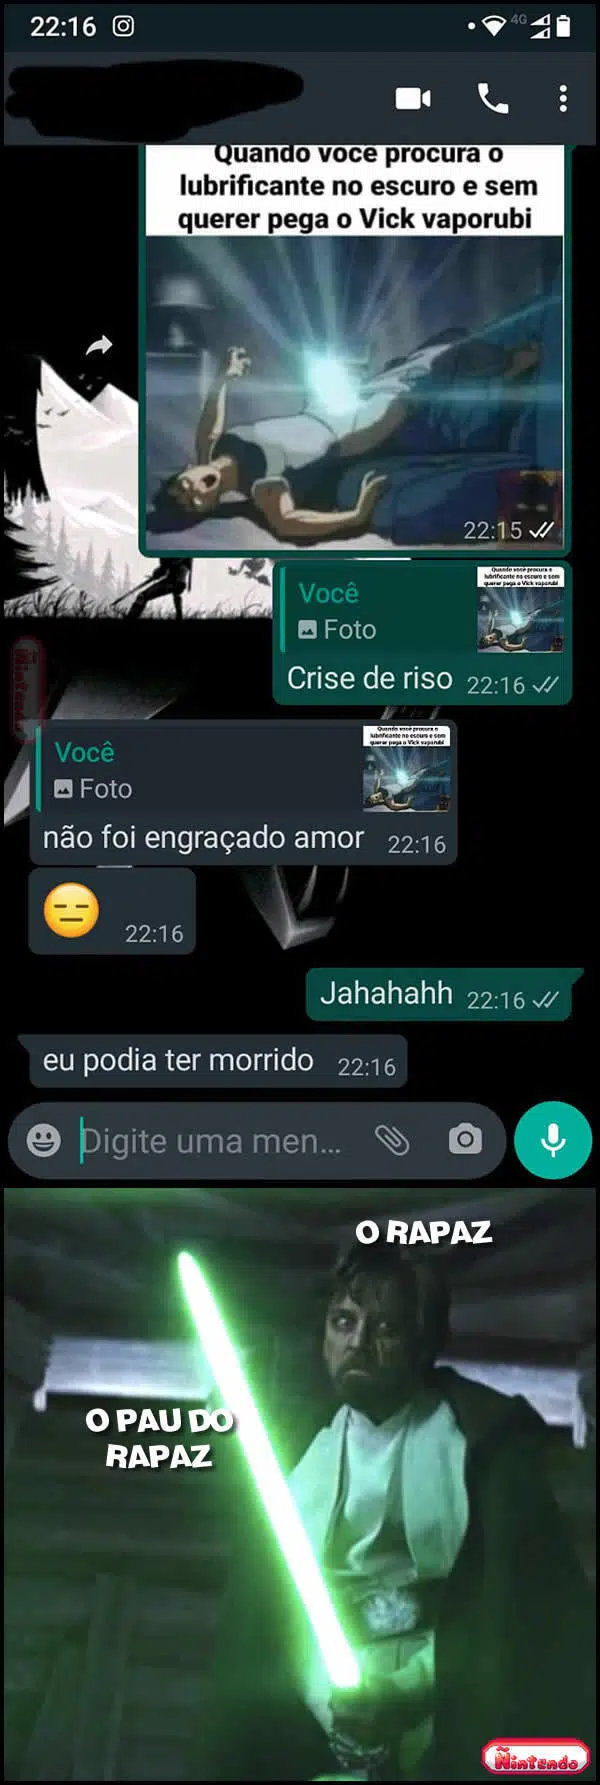 22:16
4G
Quando você procura o
lubrificante no escuro e sem
querer pega o Vick vaporubi
22:15
Você
Foto
Quando você procura o
lubrificante no escuro e sem
querer pega o Vick vaporubi
Crise de riso 22:16
Ñintendo
Você
Foto
Quando você procura o
lubrificante no escuro e sem
querer pega o Vick vaporubi
não foi engraçado amor 22:16
22:16
Jahahahh 22:16
eu podia ter morrido 22:16
Digite uma men...
O RAPAZ
O PAU DO
RAPAZ
Ñintendo